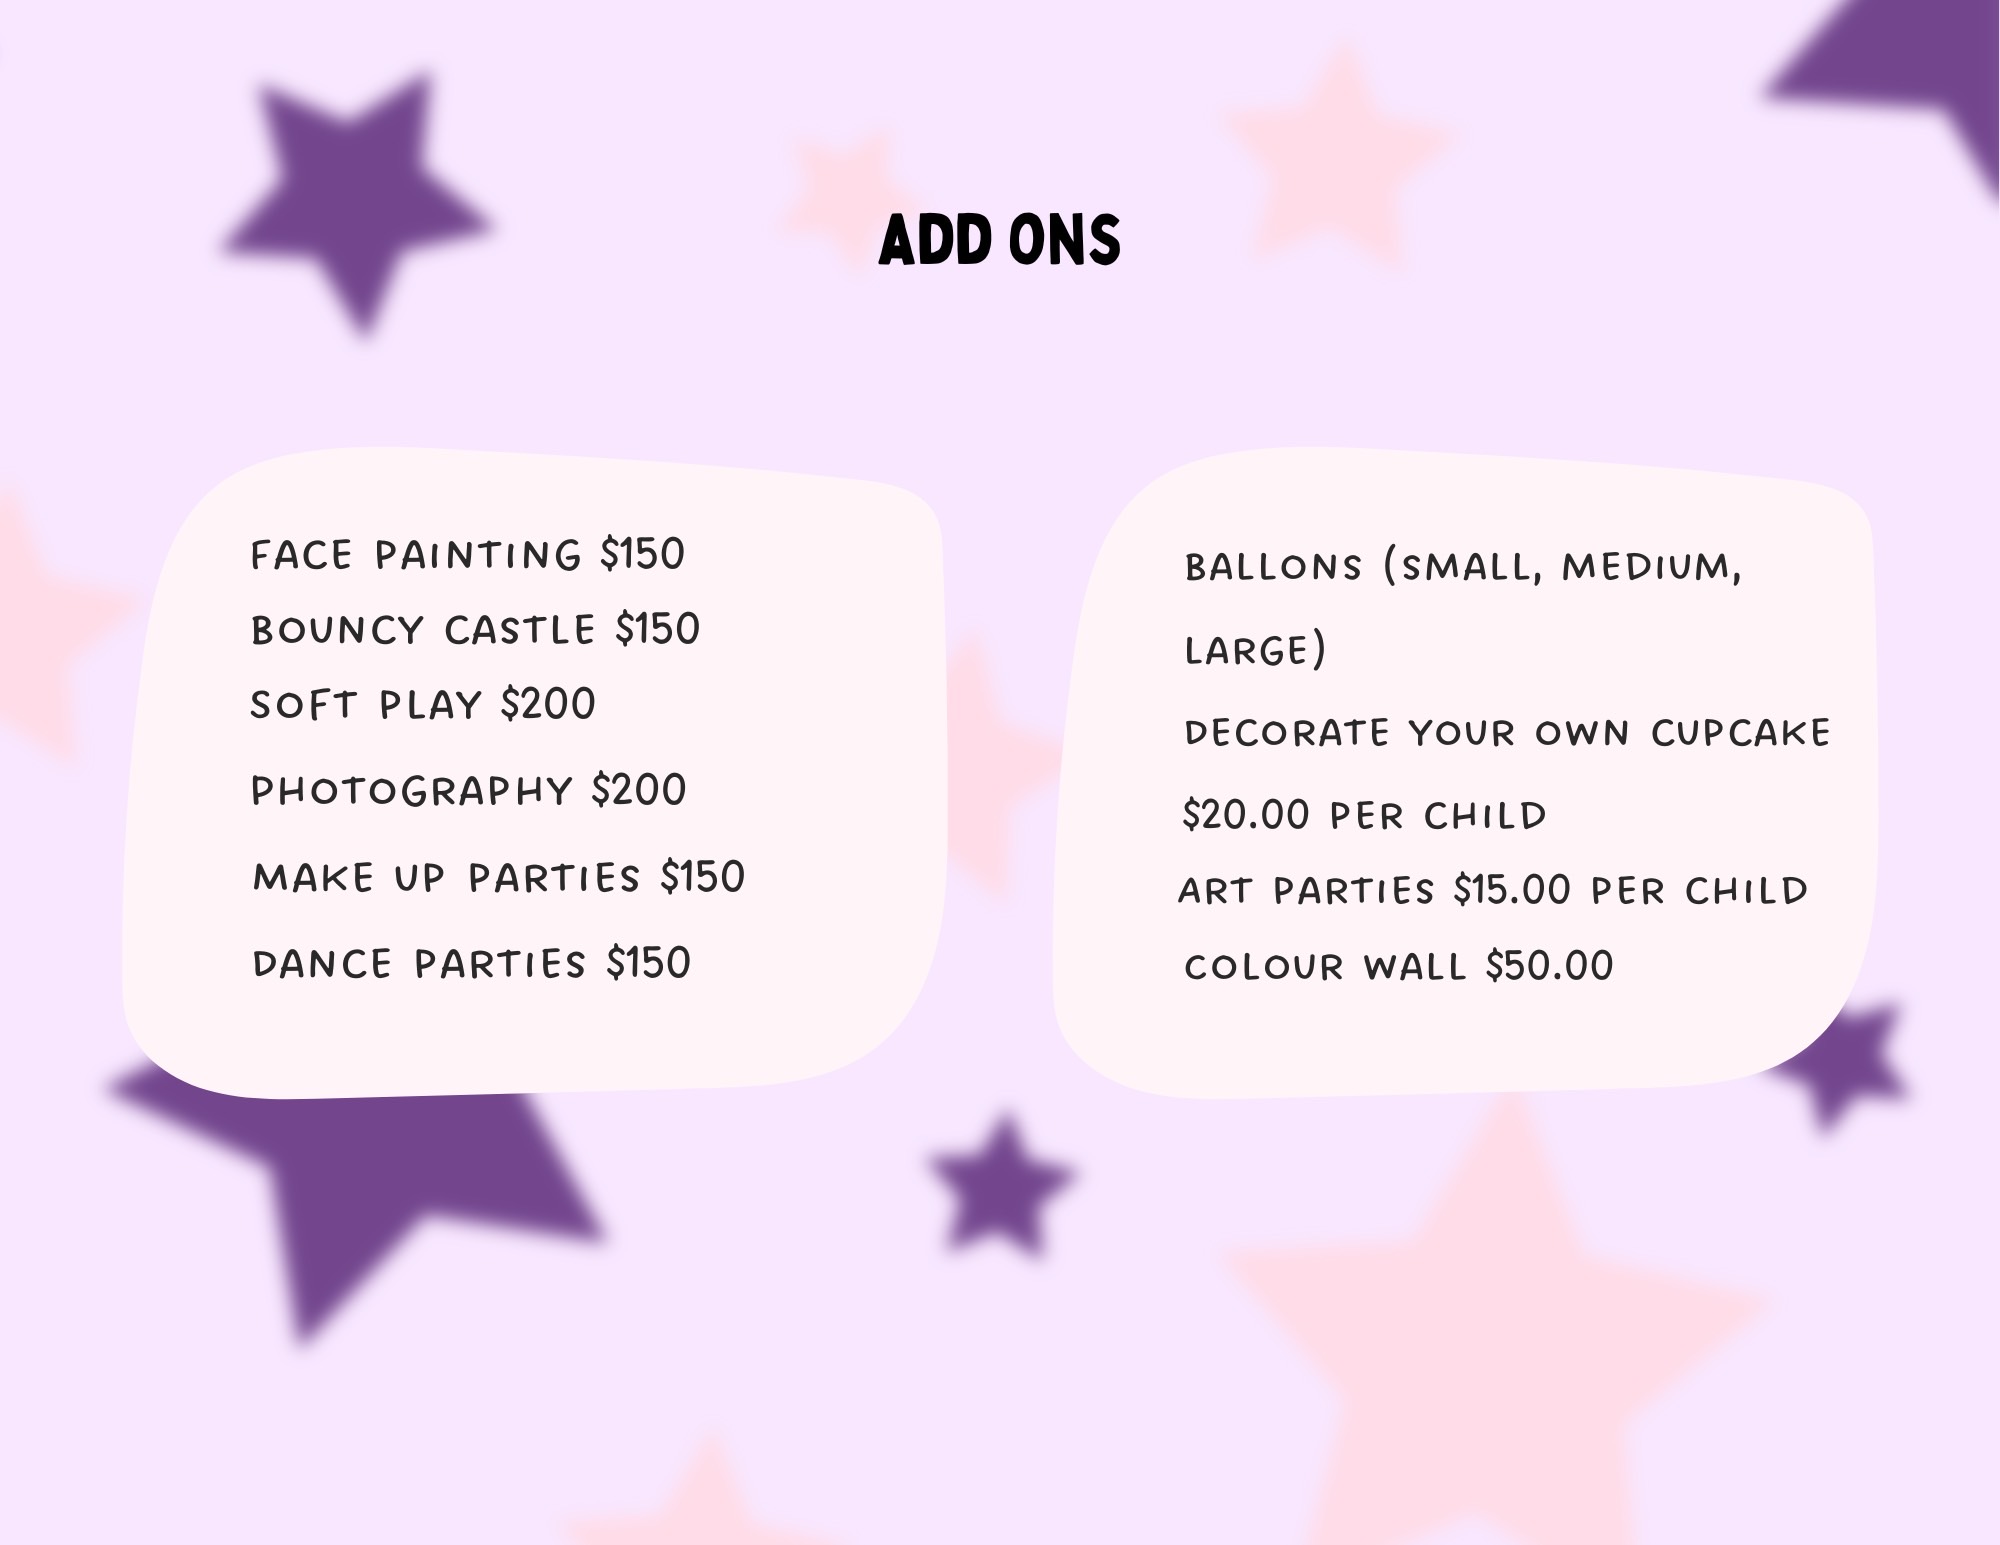 ADD ONS
FACE PAINTING $150
BOUNCY CASTLE $150
SOFT PLAY $200
PHOTOGRAPHY $200
MAKE UP PARTIES $150
DANCE PARTIES $150
BALLONS (SMALL, MEDIUM,
LARGE)
DECORATE YOUR OWN CUPCAKE
$20.00 PER CHILD
ART PARTIES $15.00 PER CHILD
COLOUR WALL $50.00